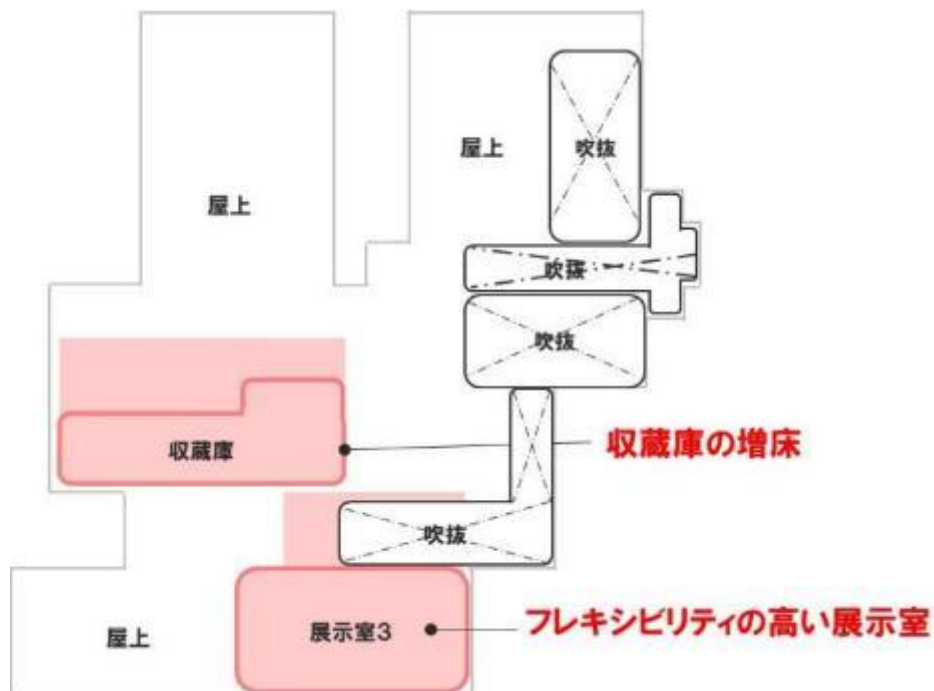 屋上
吹抜
屋上
吹抜
吹抜
収蔵庫
収蔵庫の増床
吹抜
展示室3
フレキシビリティの高い展示室
屋上